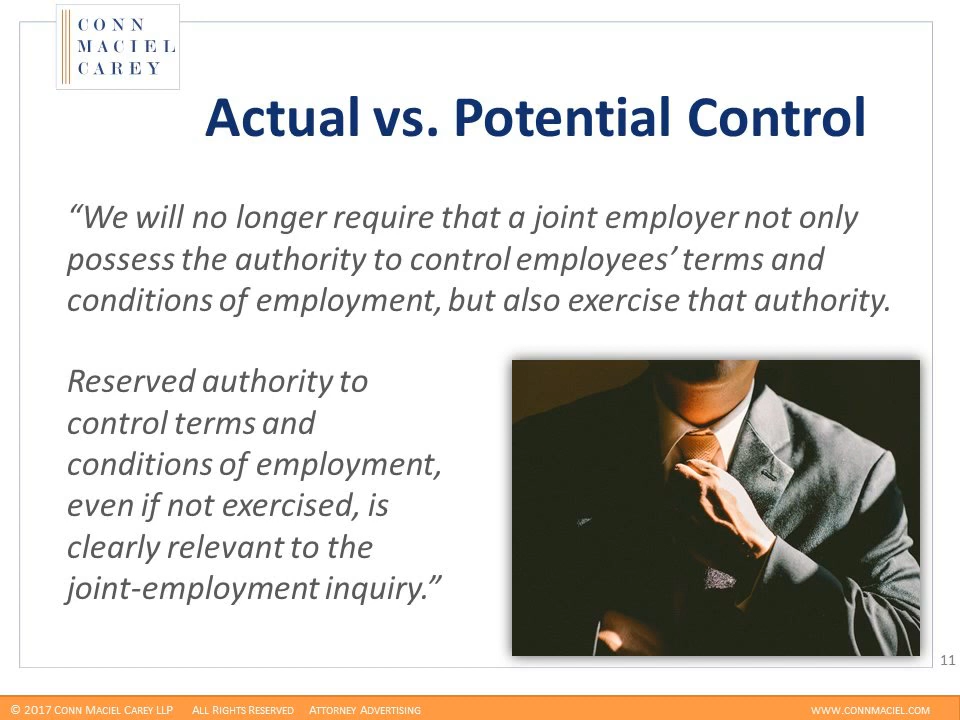 CONN
MACIEL
CAREY
Actual vs. Potential Control
“We will no longer require that a joint employer not only
possess the authority to control employees’ terms and
conditions of employment, but also exercise that authority.
Reserved authority to
control terms and
conditions of employment,
even if not exercised, is
clearly relevant to the
joint-employment inquiry.”
11
© 2017 CONN MACIEL CAREY LLP ALL RIGHTS RESERVED ATTORNEY ADVERTISING WWW.CONNMACIEL.COM